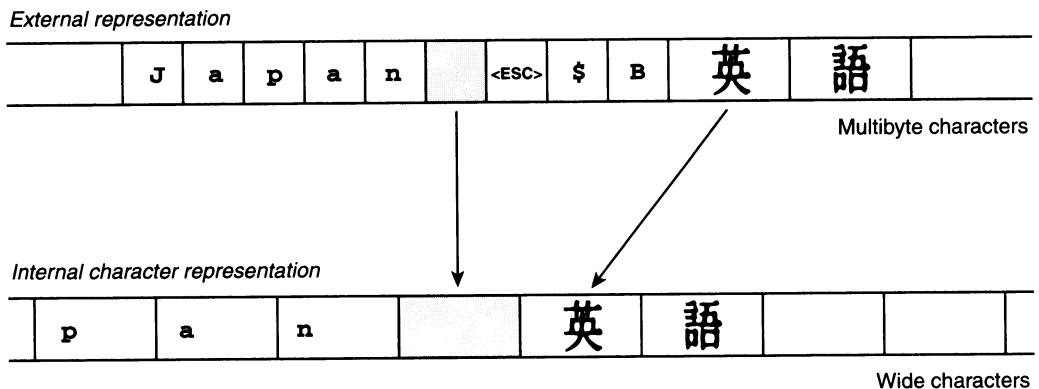 External representation
J a p a n <ESC> $ B 英 語
Multibyte characters
Internal character representation
p a n 英 語
Wide characters